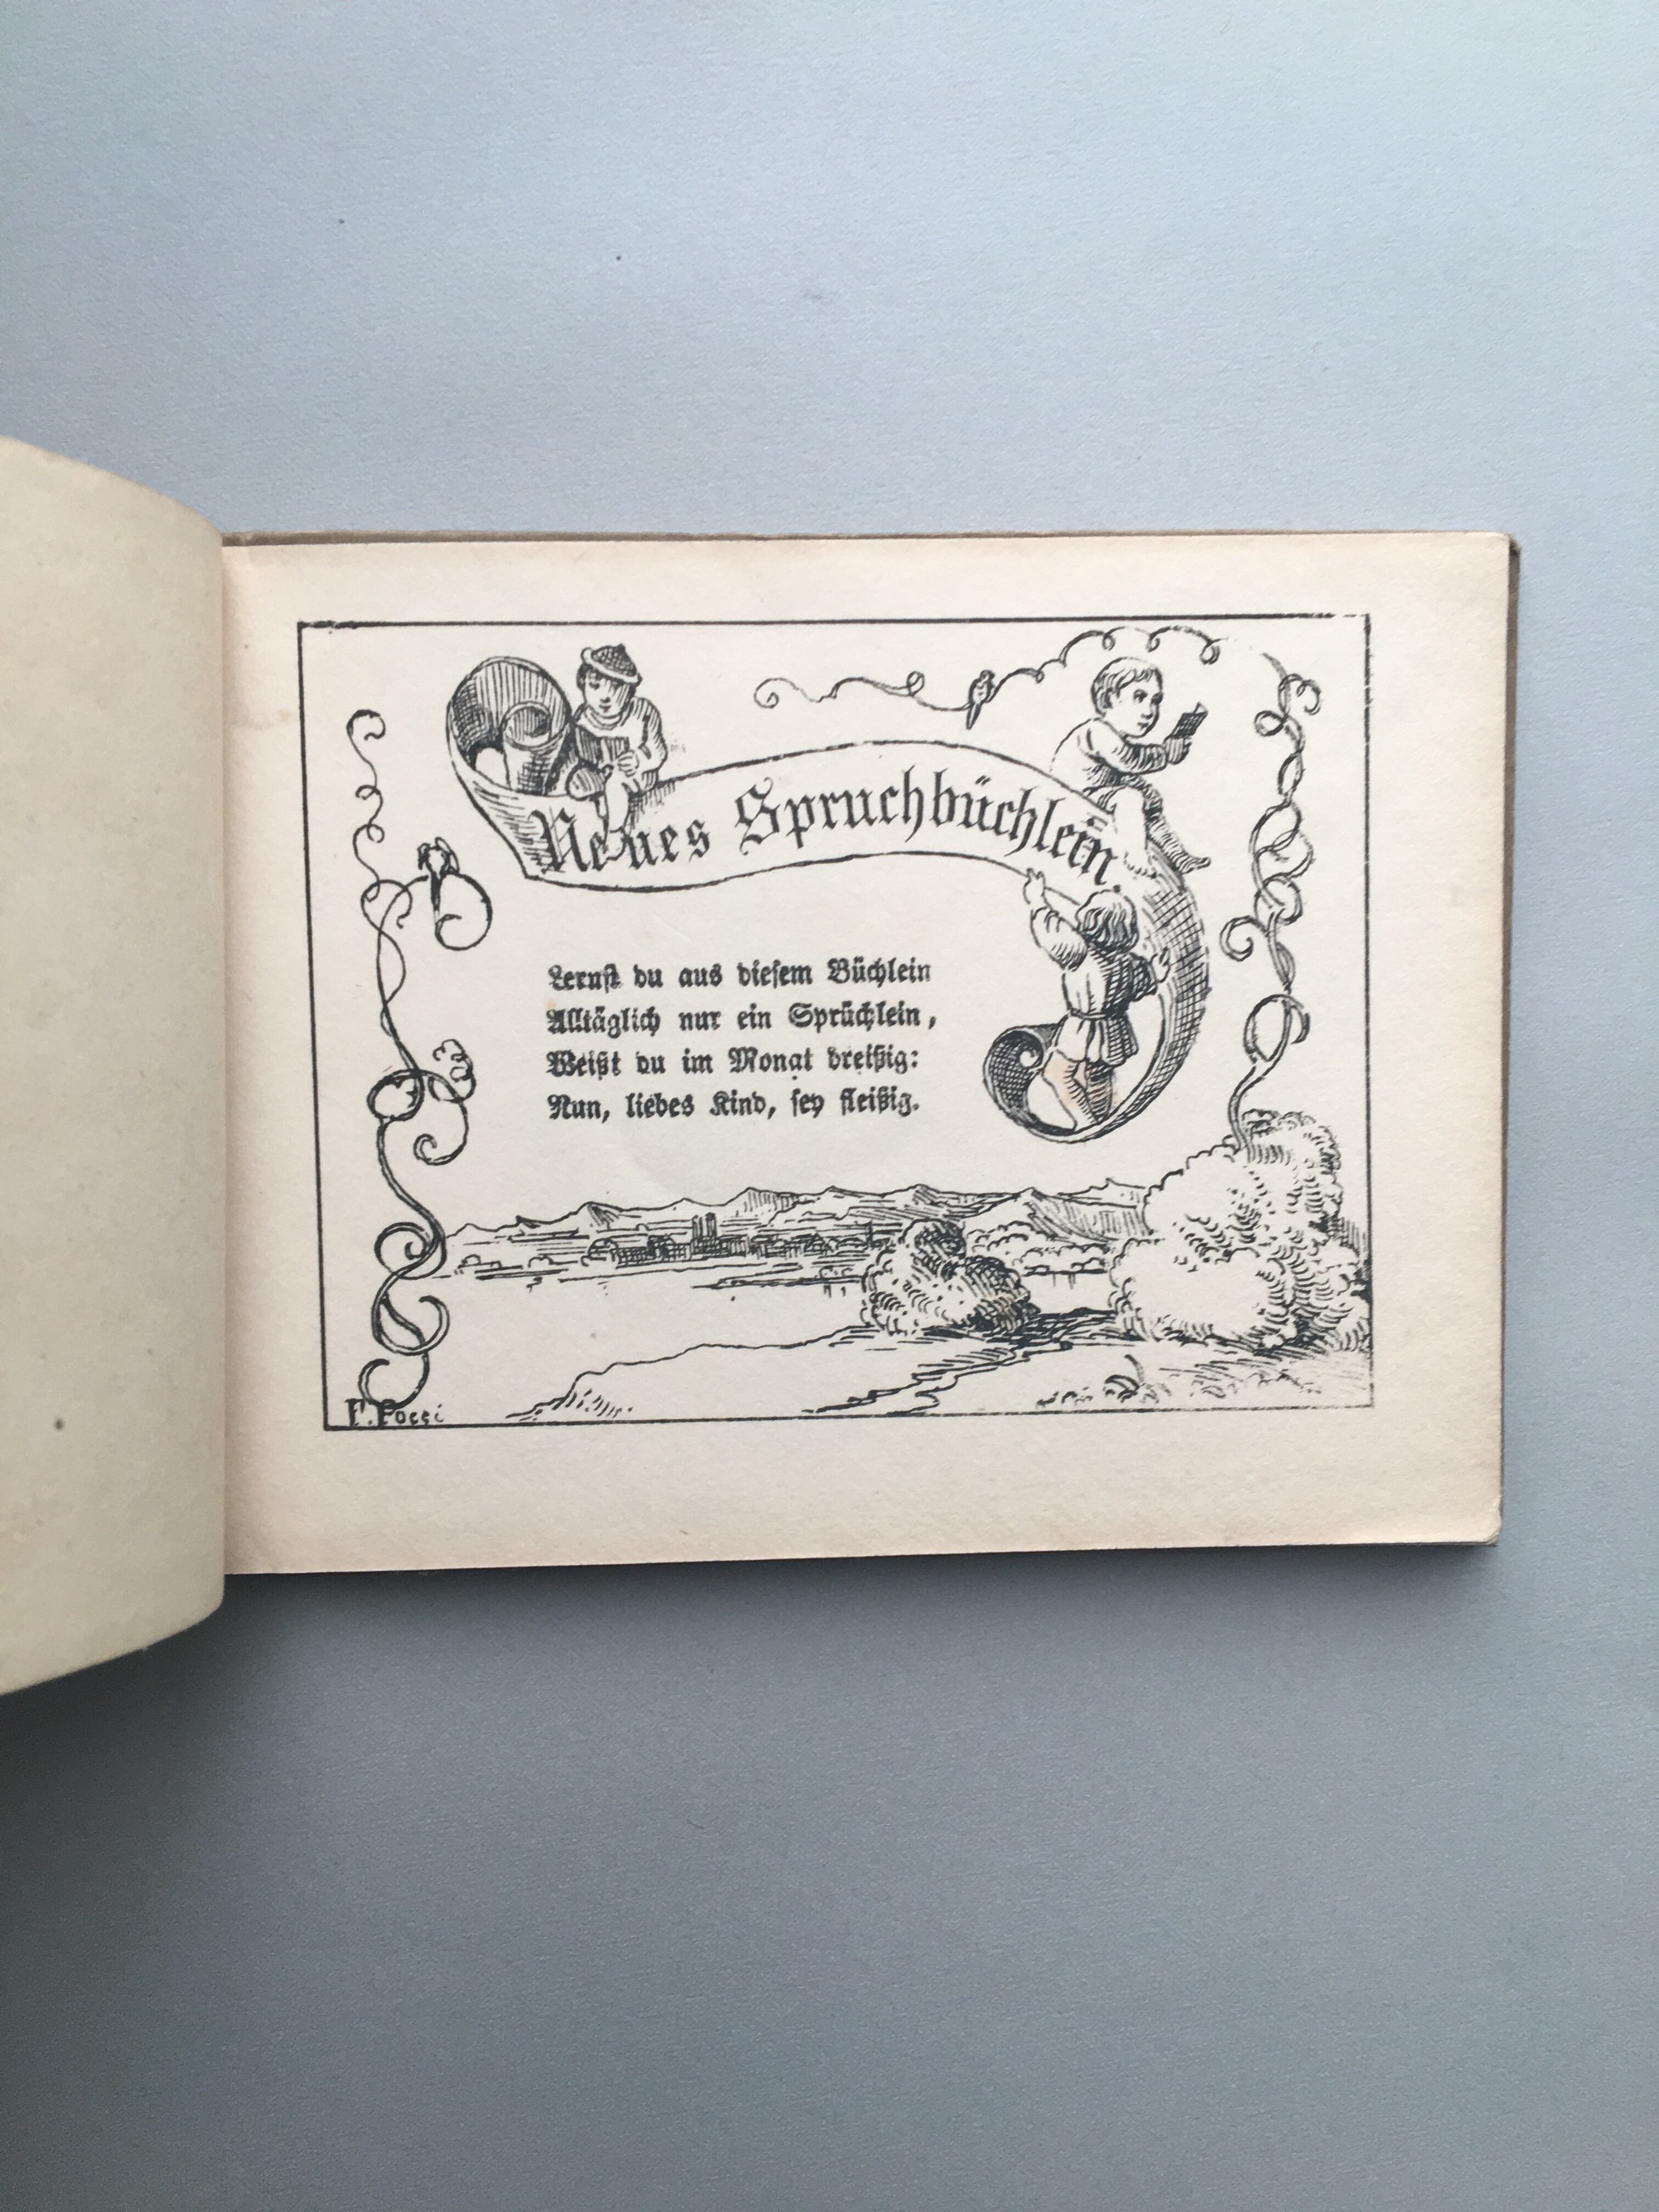 Neues Spruchbüchlein
Lernst du aus diesem Büchlein
Alltäglich nur ein Sprüchlein,
Weißt du im Monat dreißig:
Nun, liebes Kind, sey fleißig.
F. Pocci